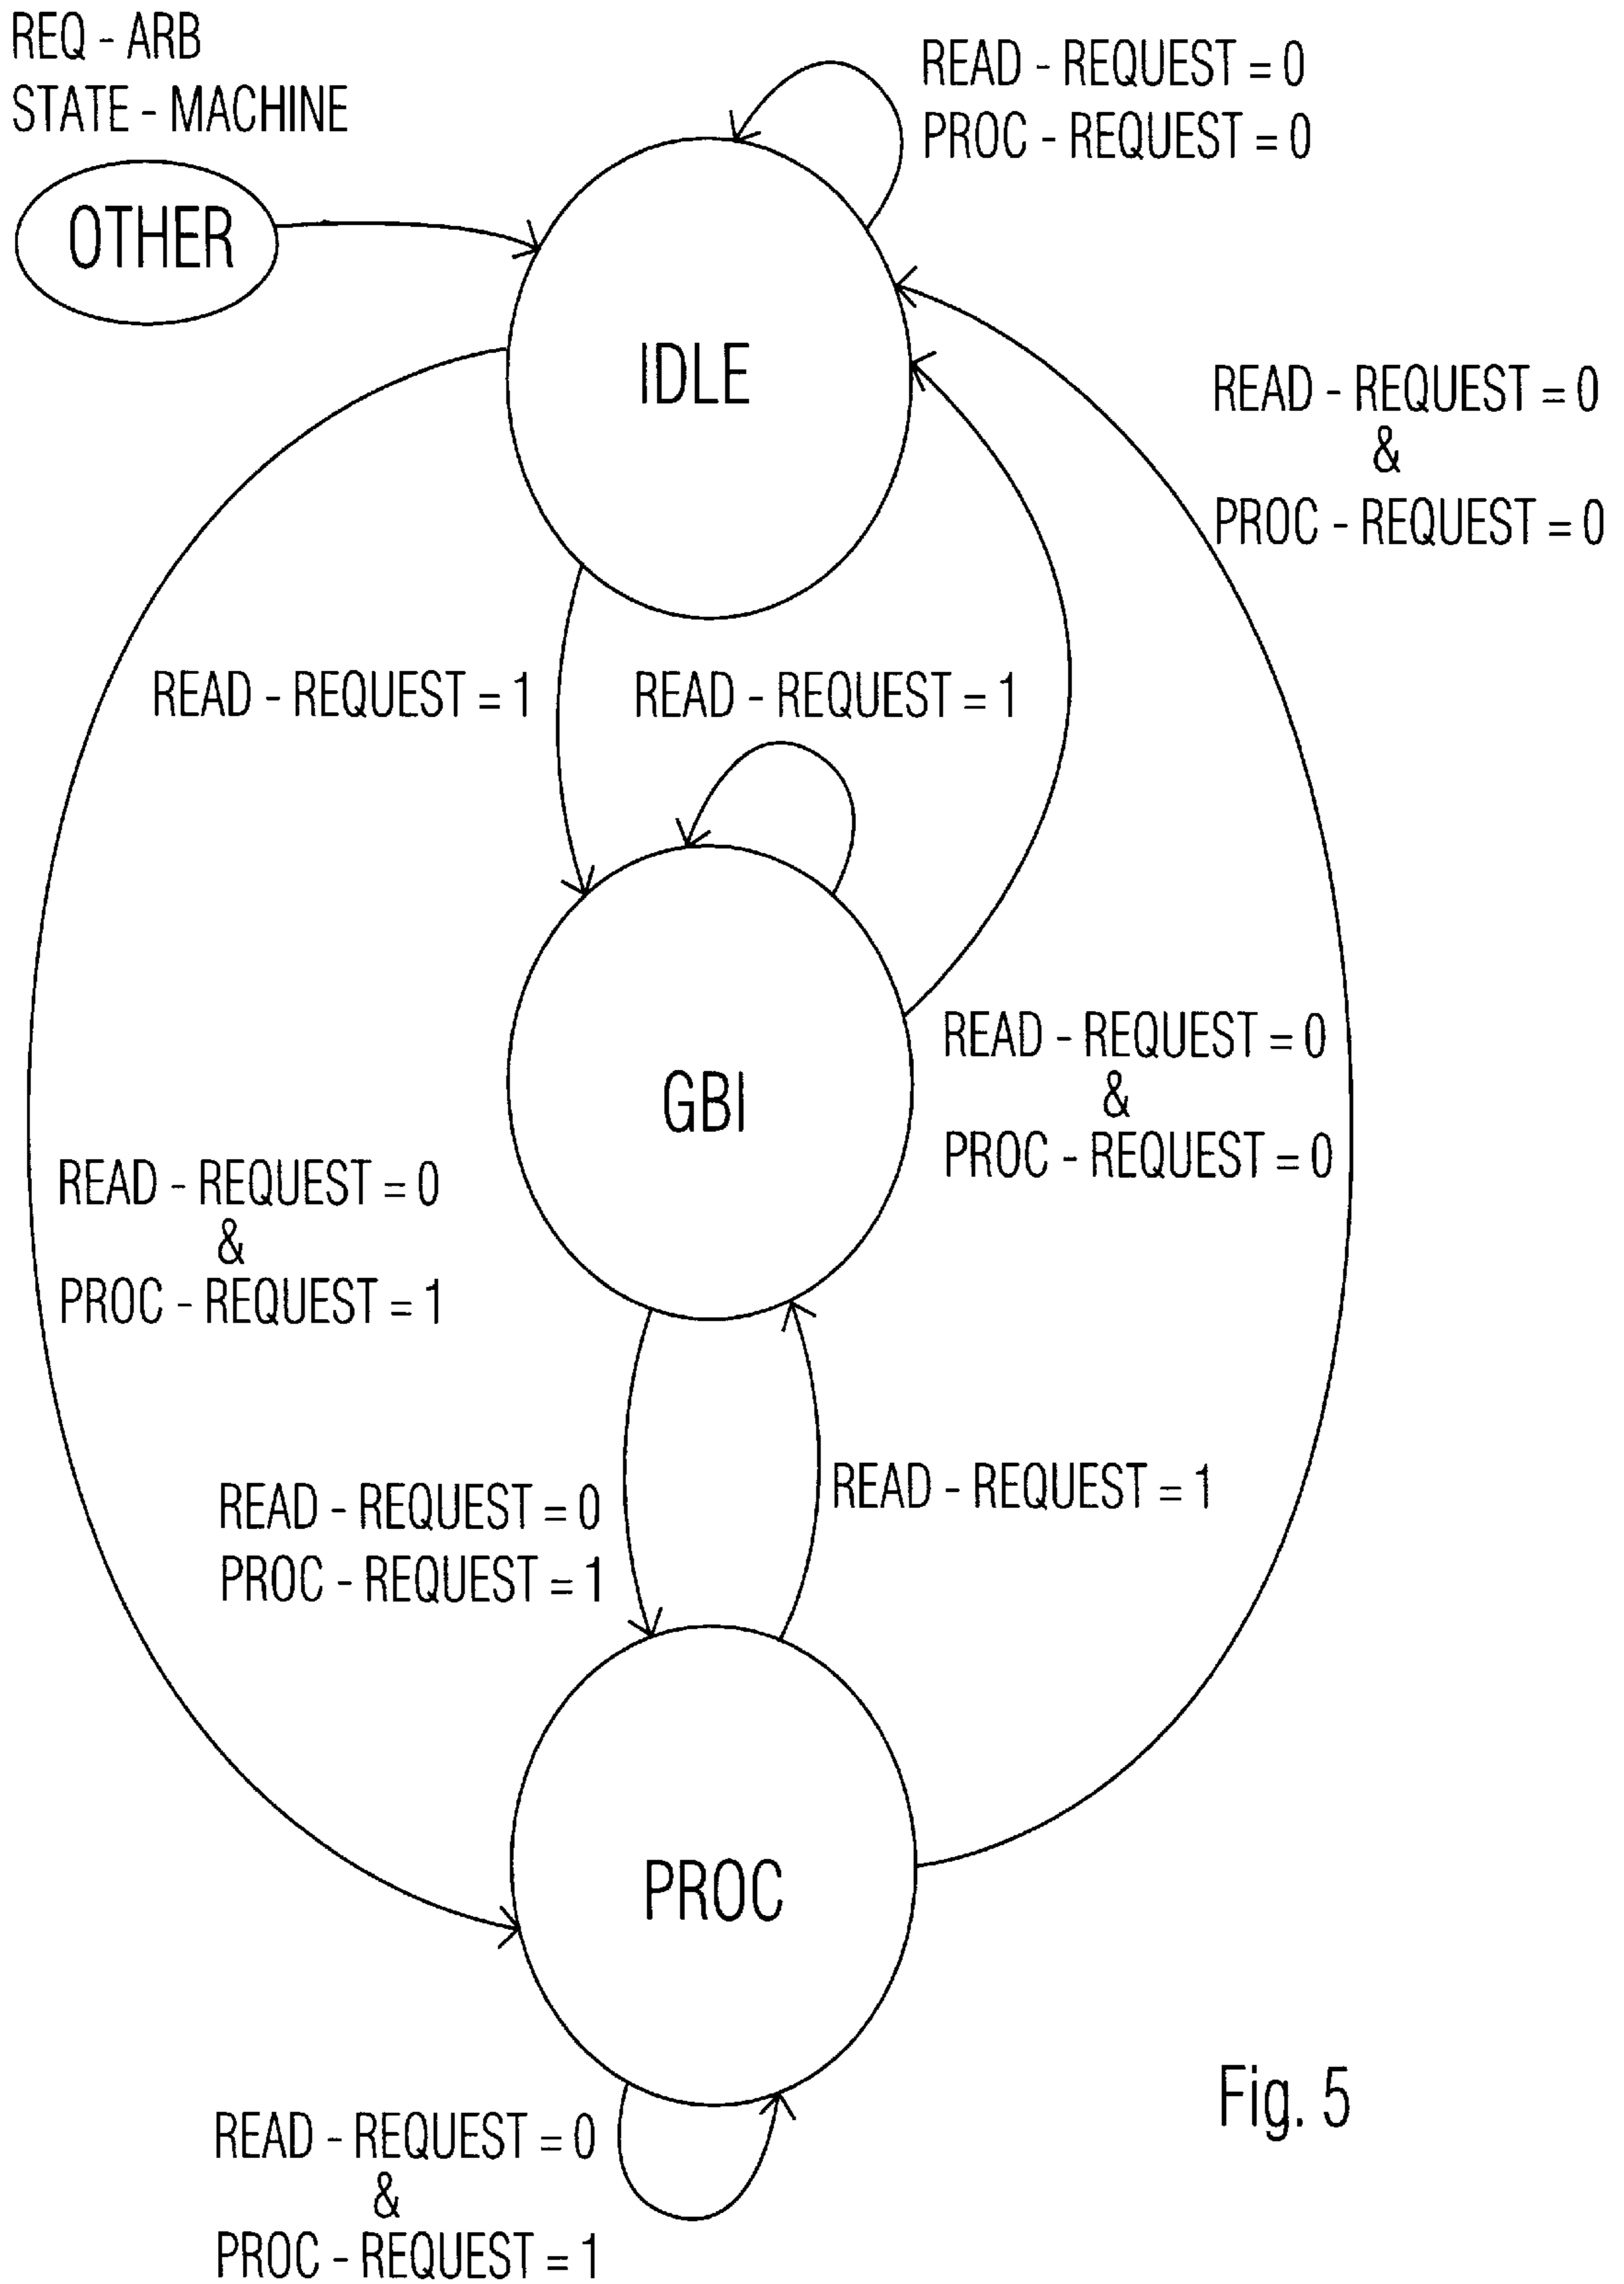 REQ - ARB
STATE - MACHINE
OTHER
READ - REQUEST = 0
PROC - REQUEST = 0
IDLE
READ - REQUEST = 0
&
PROC - REQUEST = 0
READ - REQUEST = 1
READ - REQUEST = 1
GBI
READ - REQUEST = 0
&
PROC - REQUEST = 0
READ - REQUEST = 0
&
PROC - REQUEST = 1
READ - REQUEST = 0
PROC - REQUEST = 1
READ - REQUEST = 1
PROC
READ - REQUEST = 0
&
PROC - REQUEST = 1
Fig. 5